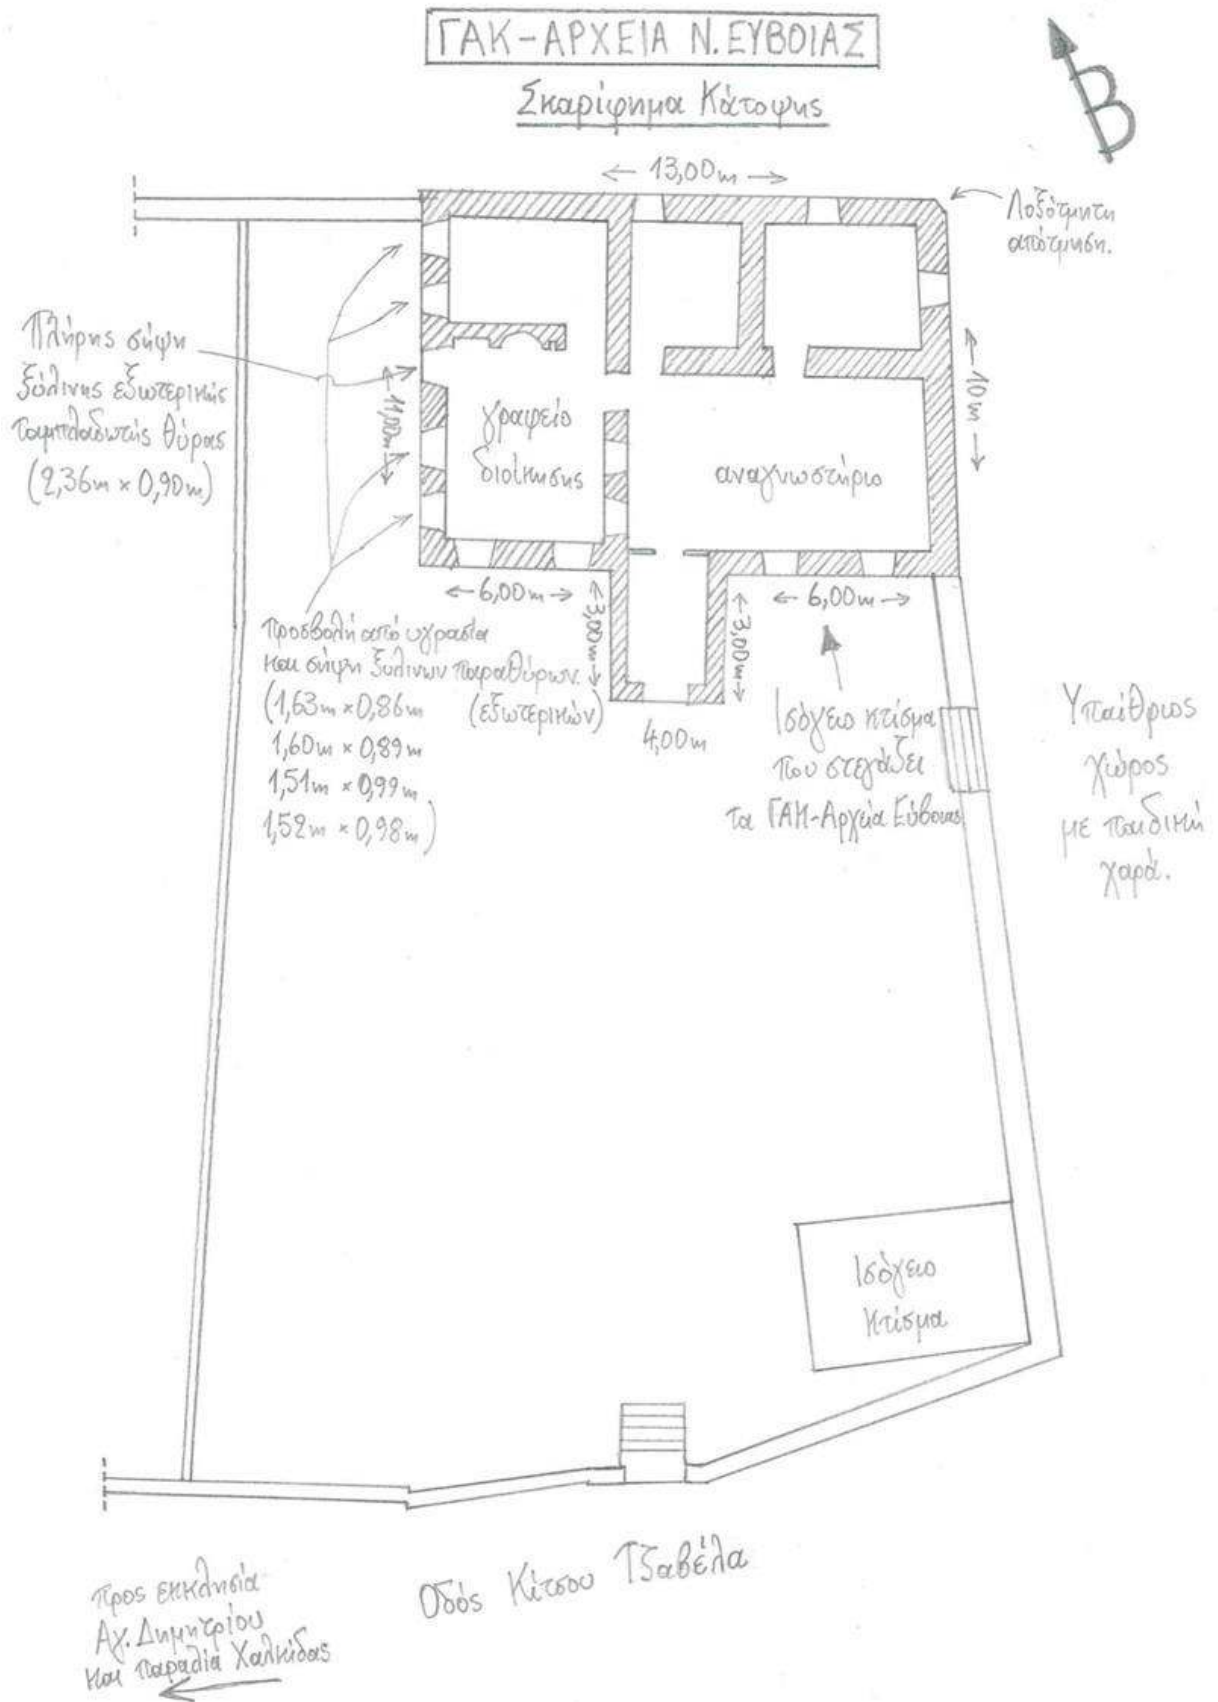 ΓΑΚ-ΑΡΧΕΙΑ Ν. ΕΥΒΟΙΑΣ
Σκαρίφημα Κάτοψης
Β
13,00m
Λοξότμητη
απότμηση.
Πλήρης σήψη
ξύλινης εξωτερικής
ταμπλαδωτής θύρας
(2,36m × 0,90m)
11,00m
10m
γραφείο
διοίκησης
αναγνωστήριο
6,00m
3,00m
3,00m
6,00m
4,00m
Προσβολή από υγρασία
και σήψη ξύλινων παραθύρων.
(εξωτερικών)
(1,63m × 0,86m
1,60m × 0,89m
1,51m × 0,99m
1,52m × 0,98m)
Ισόγειο κτίσμα
που στεγάζει
τα ΓΑΚ-Αρχεία Εύβοιας
Υπαίθριος
χώρος
με παιδική
χαρά.
Ισόγειο
κτίσμα
Οδός Κίτσου Τζαβέλα
προς εκκλησία
Αγ. Δημητρίου
και παραλία Χαλκίδας